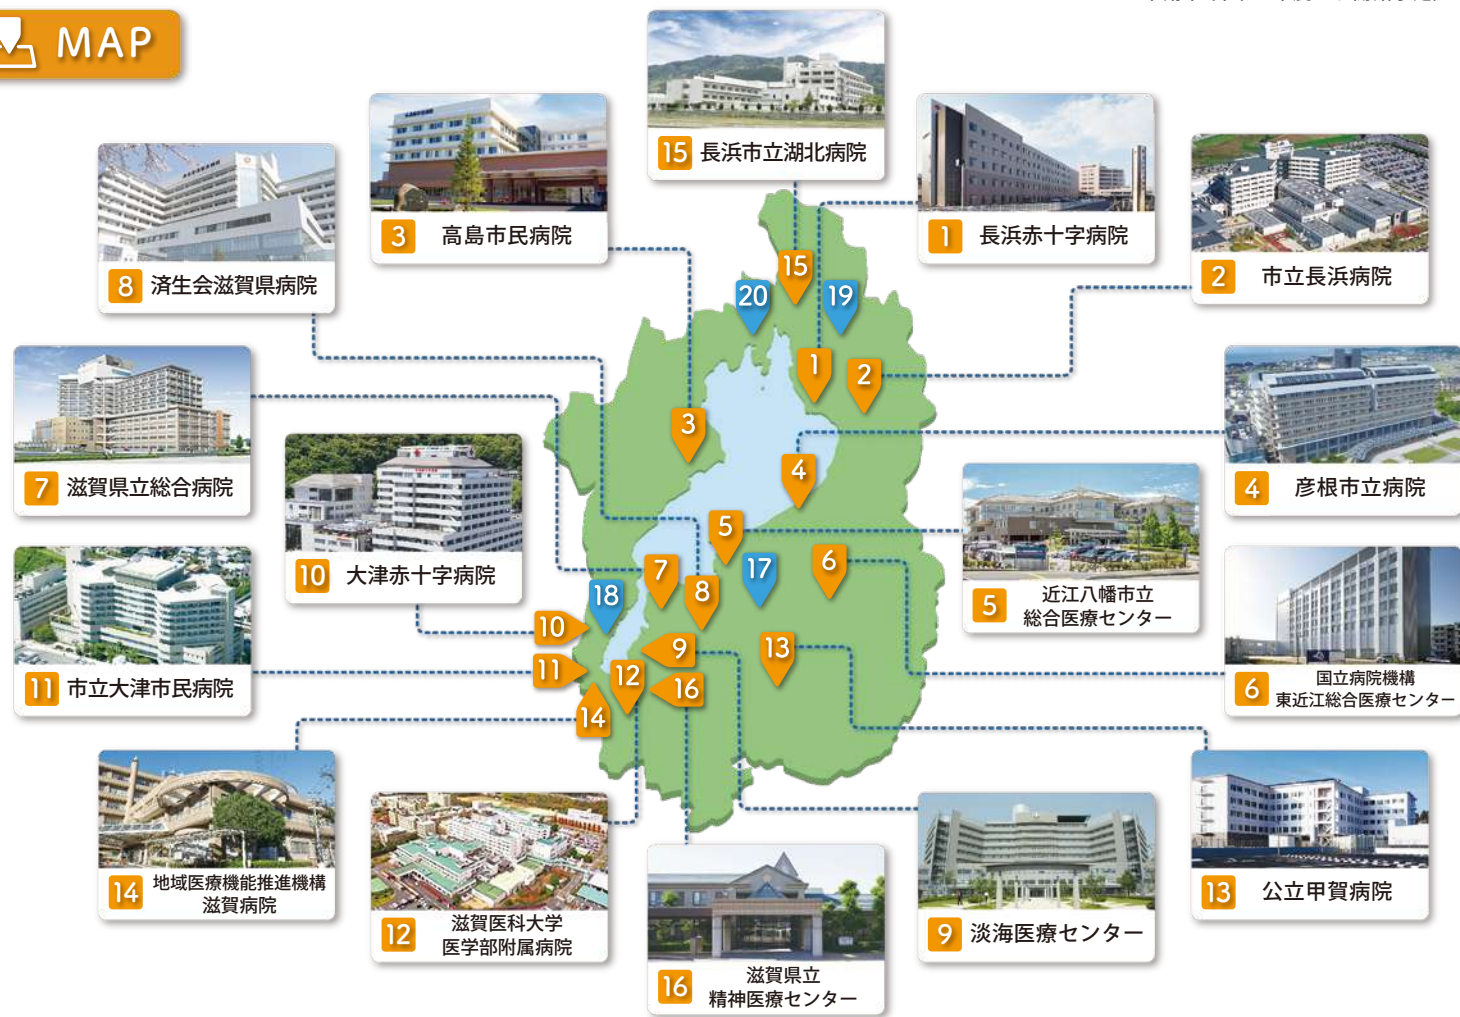 MAP
15 長浜市立湖北病院
3 高島市民病院
1 長浜赤十字病院
8 済生会滋賀県病院
2 市立長浜病院
7 滋賀県立総合病院
4 彦根市立病院
10 大津赤十字病院
5 近江八幡市立
総合医療センター
11 市立大津市民病院
6 国立病院機構
東近江総合医療センター
14 地域医療機能推進機構
滋賀病院
12 滋賀医科大学
医学部附属病院
16 滋賀県立
精神医療センター
9 淡海医療センター
13 公立甲賀病院
15
20
19
1
2
3
4
5
6
17
7
8
18
10
9
13
11
12
16
14